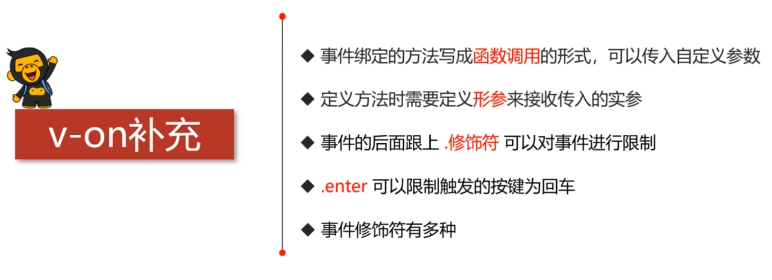 v-on补充
事件绑定的方法写成函数调用的形式，可以传入自定义参数
定义方法时需要定义形参来接收传入的实参
事件的后面跟上 .修饰符 可以对事件进行限制
.enter 可以限制触发的按键为回车
事件修饰符有多种